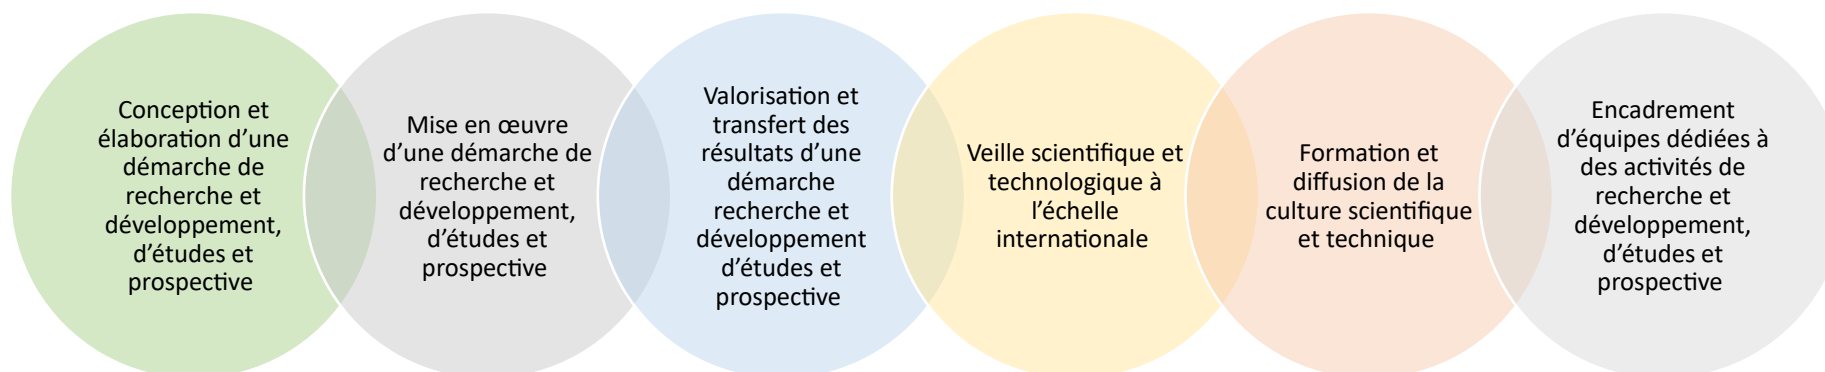 Conception et
élaboration d’une
démarche de
recherche et
développement,
d’études et
prospective
Mise en œuvre
d’une démarche de
recherche et
développement,
d’études et
prospective
Valorisation et
transfert des
résultats d’une
démarche
recherche et
développement
d’études et
prospective
Veille scientifique et
technologique à
l’échelle
internationale
Formation et
diffusion de la
culture scientifique
et technique
Encadrement
d’équipes dédiées à
des activités de
recherche et
développement,
d’études et
prospective